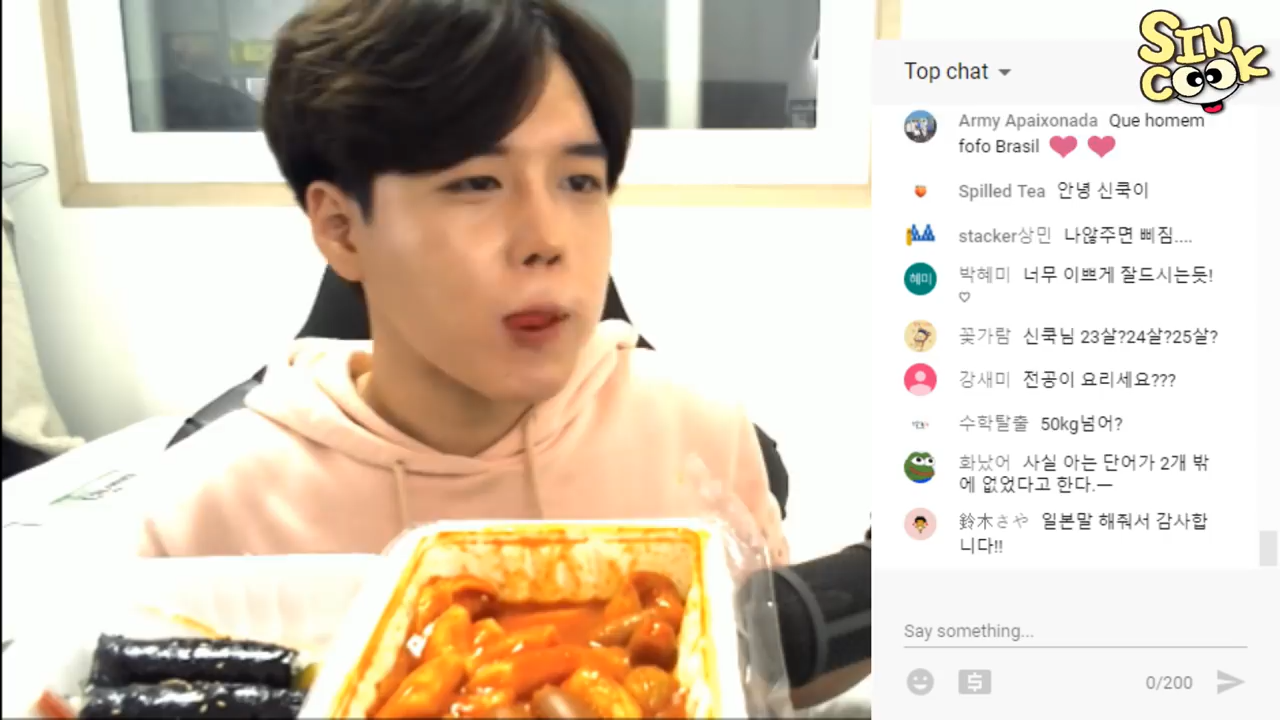 SIN
COOK
Top chat
Army Apaixonada Que homem
fofo Brasil
Spilled Tea 안녕 신쿡이
stacker상민 나않주면 삐짐....
혜미
박혜미 너무 이쁘게 잘드시는듯!
♡
꽃가람 신쿡님 23살?24살?25살?
강새미 전공이 요리세요???
수학탈출 50kg넘어?
화났어 사실 아는 단어가 2개 밖
에 없었다고 한다.ㅡ
鈴木さや 일본말 해줘서 감사합
니다!!
Say something...
0/200